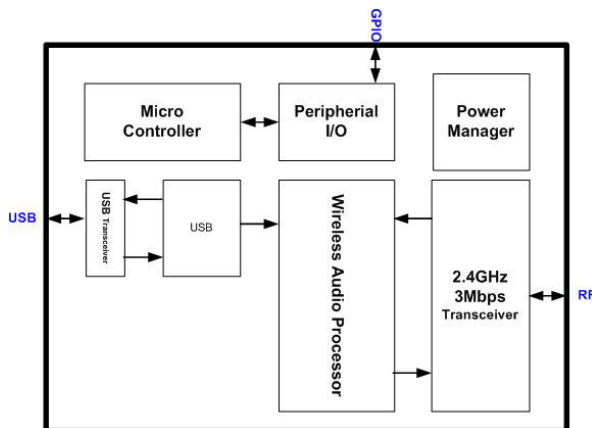 GPIO
Micro
Controller
Peripherial
I/O
Power
Manager
USB
USB Transceiver
USB
Wireless Audio Processor
2.4GHz
3Mbps
Transceiver
RF